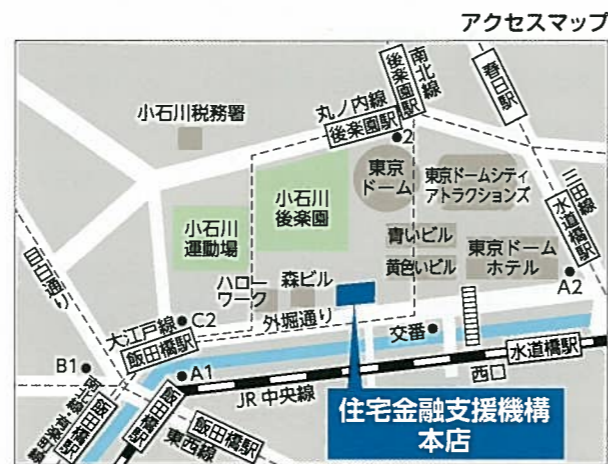 アクセスマップ
南北線
後楽園駅
丸ノ内線
後楽園駅
2
春日駅
小石川税務署
東京
ドーム
東京ドームシティ
アトラクションズ
三田線
水道橋駅
小石川
後楽園
小石川
運動場
青いビル
黄色いビル
東京ドーム
ホテル
A2
目白通り
ハロー
ワーク
森ビル
大江戸線
飯田橋駅
C2
外堀通り
交番
B1
A1
水道橋駅
西口
JR中央線
飯田橋駅
南北線・有楽町線
飯田橋駅
東西線
飯田橋駅
住宅金融支援機構
本店